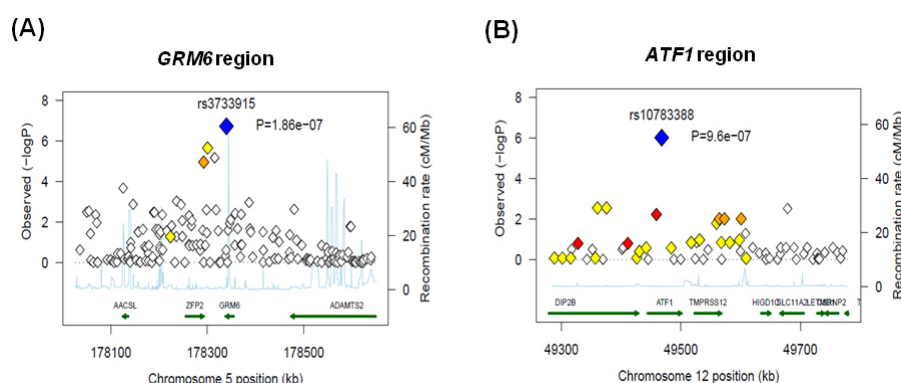 (A)
GRM6 region
rs3733915
P=1.86e-07
Observed (−logP)
8
6
4
2
0
Recombination rate (cM/Mb)
60
40
20
0
AACSL
ZFP2
GRM6
ADAMTS2
178100
178300
178500
Chromosome 5 position (kb)
(B)
ATF1 region
rs10783388
P=9.6e-07
Observed (−logP)
8
6
4
2
0
Recombination rate (cM/Mb)
60
40
20
0
DIP2B
ATF1
TMPRSS12
SLC11A2
49300
49500
49700
Chromosome 12 position (kb)